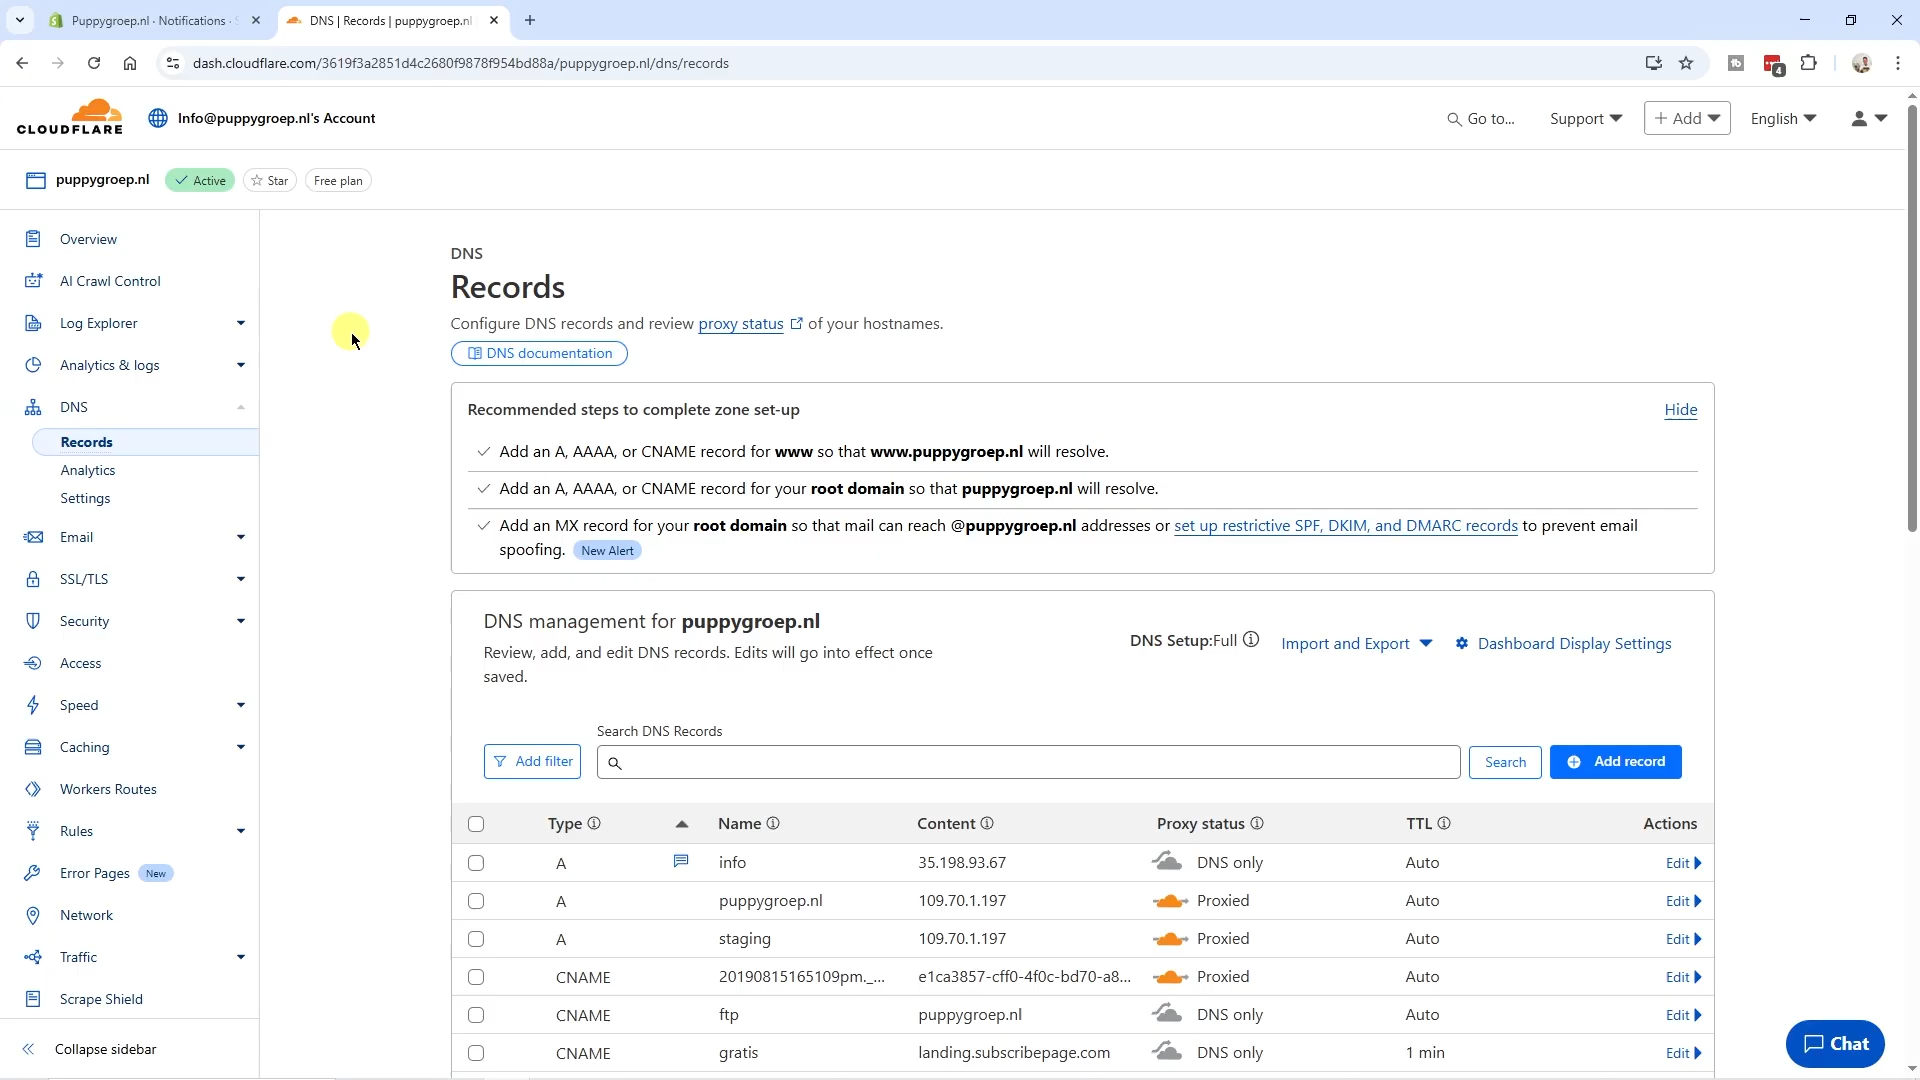 Puppygroep.nl · Notifications ·
DNS | Records | puppygroep.nl
dash.cloudflare.com/3619f3a2851d4c2680f9878f954bd88a/puppygroep.nl/dns/records
4
CLOUDFLARE
Info@puppygroep.nl's Account
Go to...
Support
+ Add
English
puppygroep.nl
Active
Star
Free plan
Overview
AI Crawl Control
Log Explorer
Analytics & logs
DNS
Records
Analytics
Settings
Email
SSL/TLS
Security
Access
Speed
Caching
Workers Routes
Rules
Error Pages New
Network
Traffic
Scrape Shield
Collapse sidebar
DNS
Records
Configure DNS records and review proxy status of your hostnames.
DNS documentation
Recommended steps to complete zone set-up
Hide
Add an A, AAAA, or CNAME record for www so that www.puppygroep.nl will resolve.
Add an A, AAAA, or CNAME record for your root domain so that puppygroep.nl will resolve.
Add an MX record for your root domain so that mail can reach @puppygroep.nl addresses or set up restrictive SPF, DKIM, and DMARC records to prevent email
spoofing. New Alert
DNS management for puppygroep.nl
Review, add, and edit DNS records. Edits will go into effect once
saved.
DNS Setup:Full
Import and Export
Dashboard Display Settings
Search DNS Records
Add filter
Search
Add record
Type Name Content Proxy status TTL Actions
A info 35.198.93.67 DNS only Auto Edit
A puppygroep.nl 109.70.1.197 Proxied Auto Edit
A staging 109.70.1.197 Proxied Auto Edit
CNAME 20190815165109pm._... e1ca3857-cff0-4f0c-bd70-a8... Proxied Auto Edit
CNAME ftp puppygroep.nl DNS only Auto Edit
CNAME gratis landing.subscribepage.com DNS only 1 min Edit
Chat